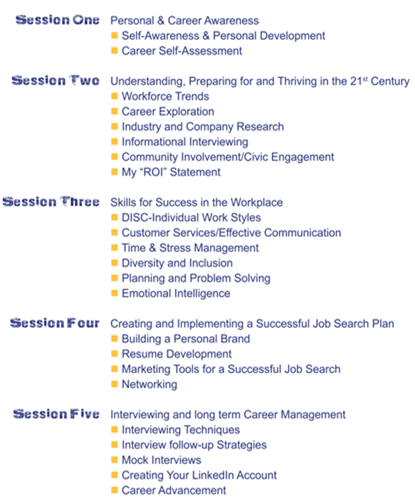 Session One Personal & Career Awareness
Self-Awareness & Personal Development
Career Self-Assessment
Session Two Understanding, Preparing for and Thriving in the 21st Century
Workforce Trends
Career Exploration
Industry and Company Research
Informational Interviewing
Community Involvement/Civic Engagement
My “ROI” Statement
Session Three Skills for Success in the Workplace
DISC-Individual Work Styles
Customer Services/Effective Communication
Time & Stress Management
Diversity and Inclusion
Planning and Problem Solving
Emotional Intelligence
Session Four Creating and Implementing a Successful Job Search Plan
Building a Personal Brand
Resume Development
Marketing Tools for a Successful Job Search
Networking
Session Five Interviewing and long term Career Management
Interviewing Techniques
Interview follow-up Strategies
Mock Interviews
Creating Your LinkedIn Account
Career Advancement